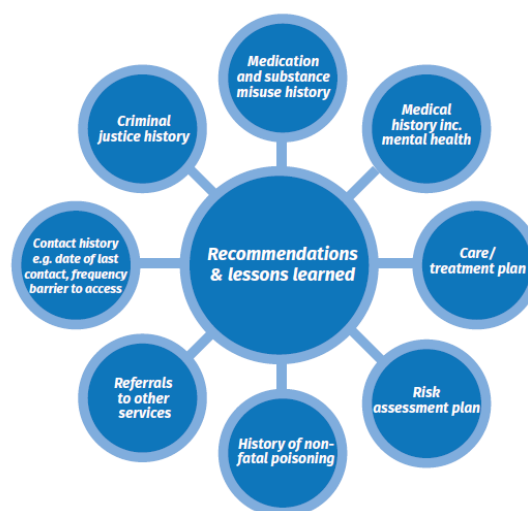 Medication
and substance
misuse history
Criminal
justice history
Medical
history inc.
mental health
Contact history
e.g. date of last
contact, frequency
barrier to access
Recommendations
& lessons learned
Care/
treatment plan
Referrals
to other
services
Risk
assessment plan
History of non-
fatal poisoning